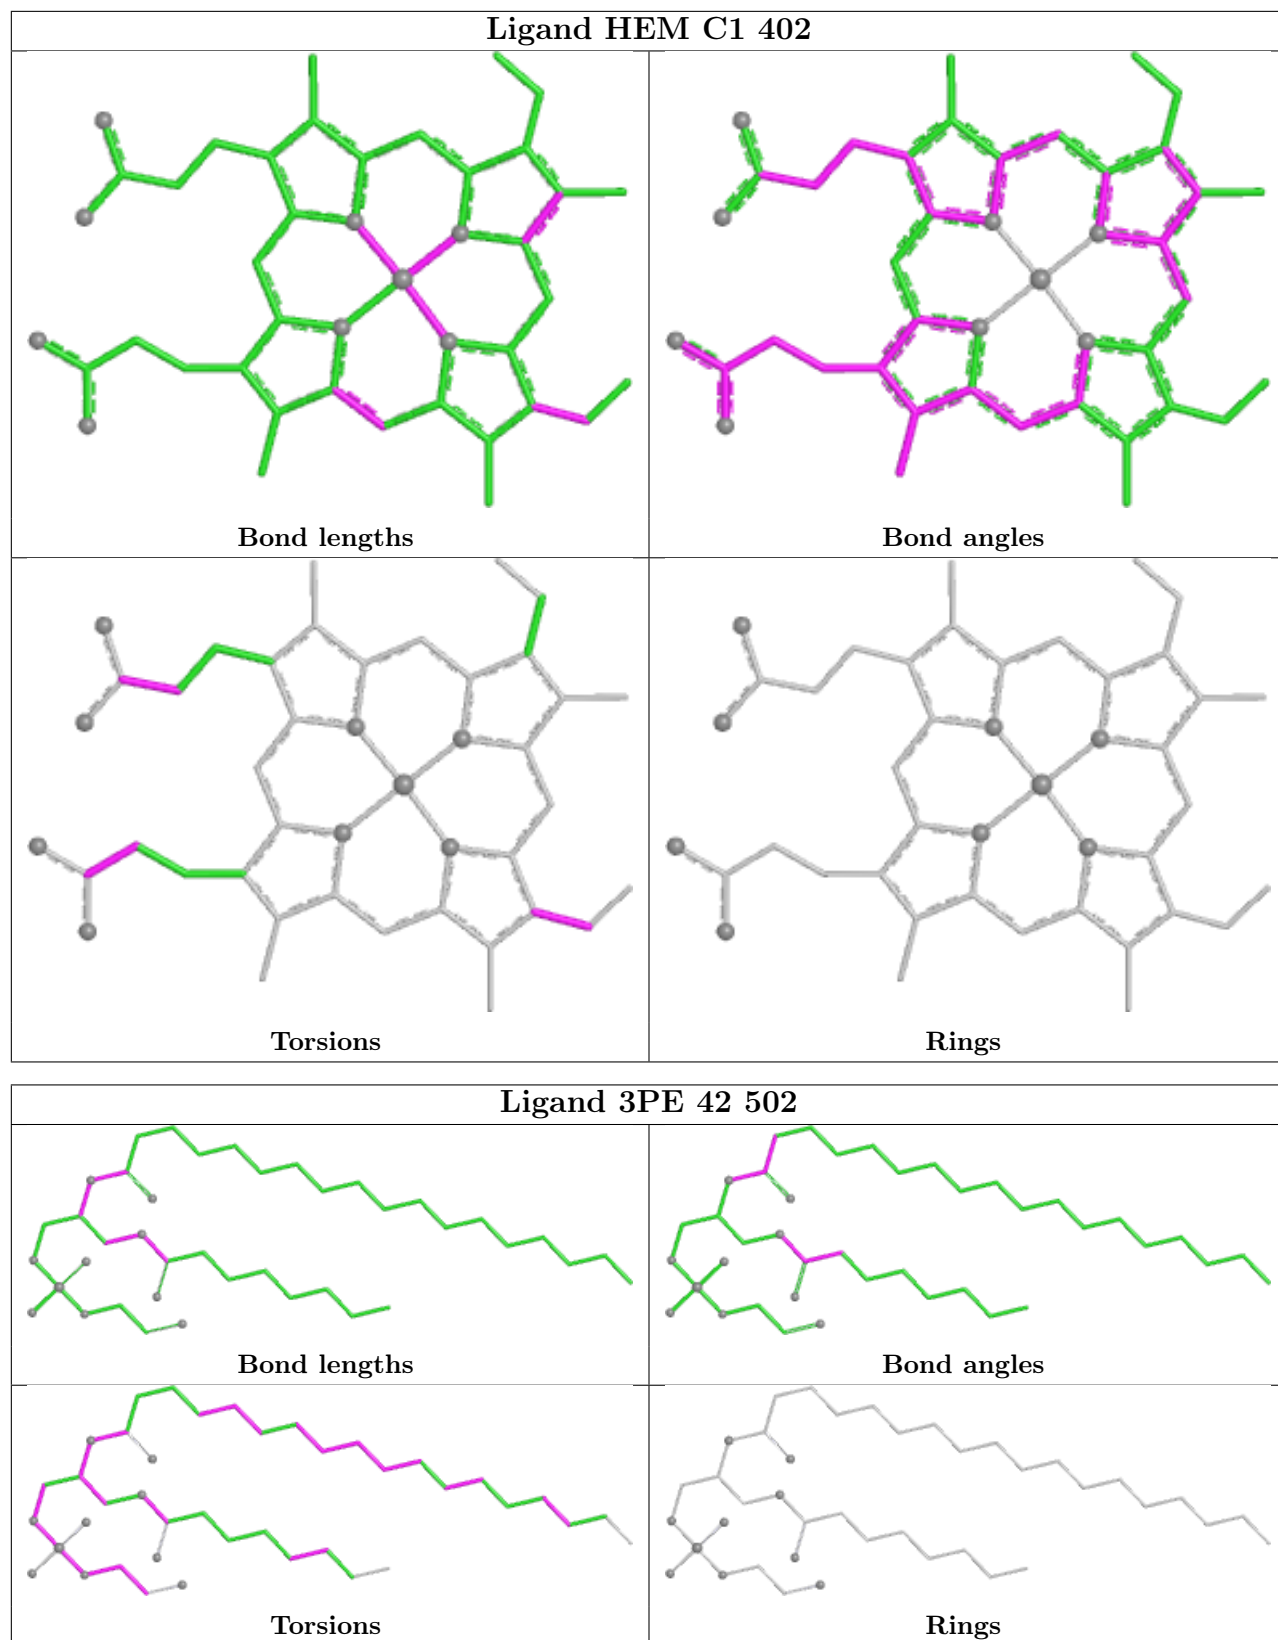 Ligand HEM C1 402
Bond lengths
Bond angles
Torsions
Rings
Ligand 3PE 42 502
Bond lengths
Bond angles
Torsions
Rings